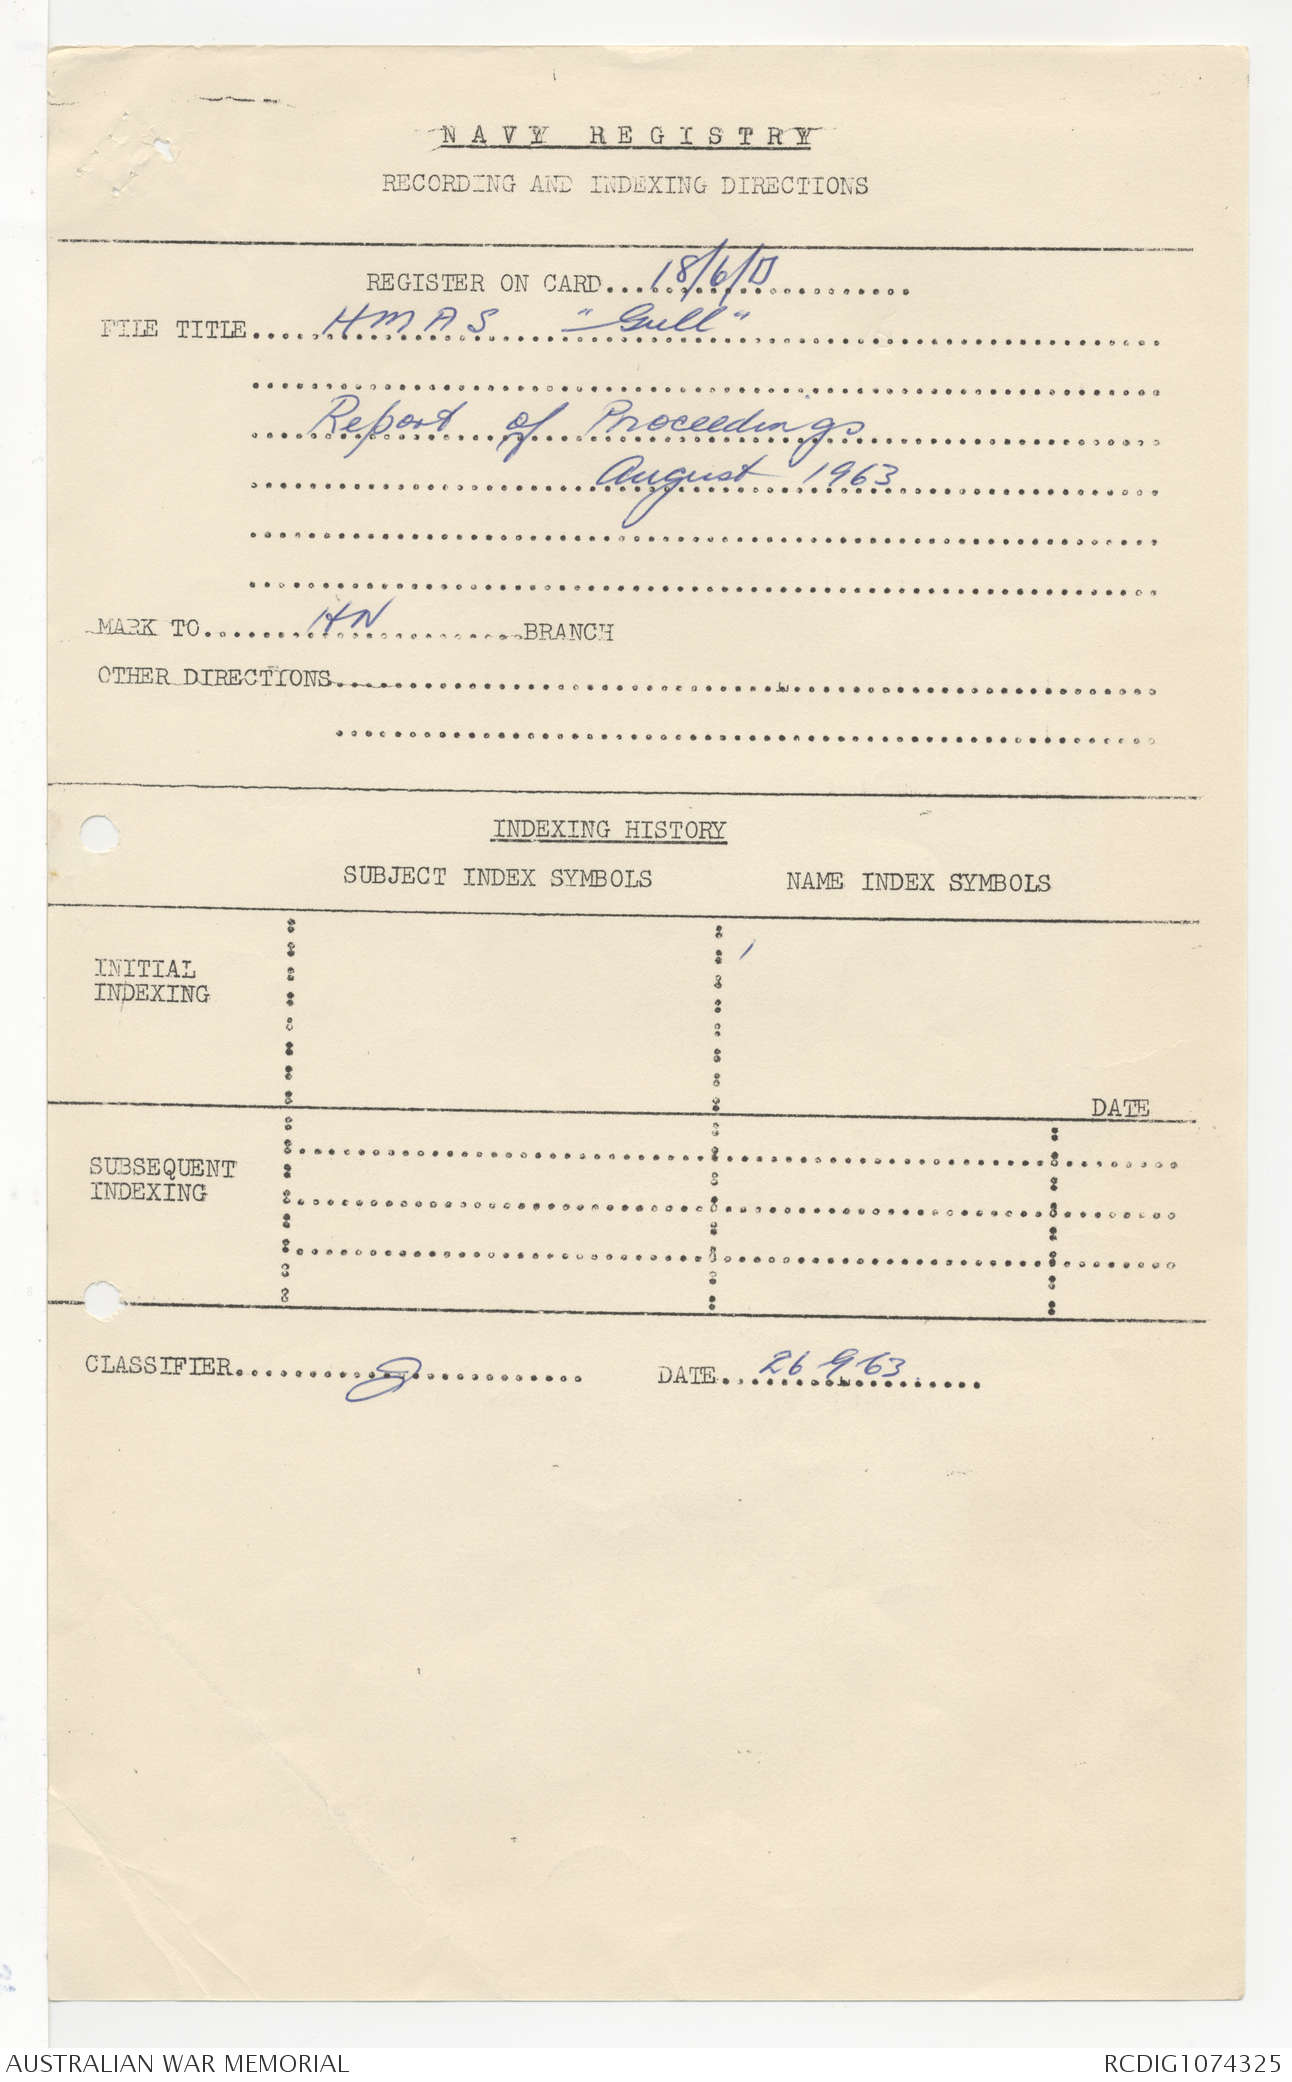 NAVY REGISTRY
RECORDING AND INDEXING DIRECTIONS
REGISTER ON CARD... 18/6/D
FILE TITLE..... HMAS "Gull"
Report of Proceedings
August 1963
MARK TO... HN ...BRANCH
OTHER DIRECTIONS
INDEXING HISTORY
SUBJECT INDEX SYMBOLS NAME INDEX SYMBOLS
INITIAL
INDEXING
DATE
SUBSEQUENT
INDEXING
CLASSIFIER... DATE... 26 9 63
AUSTRALIAN WAR MEMORIAL RCDIG1074325